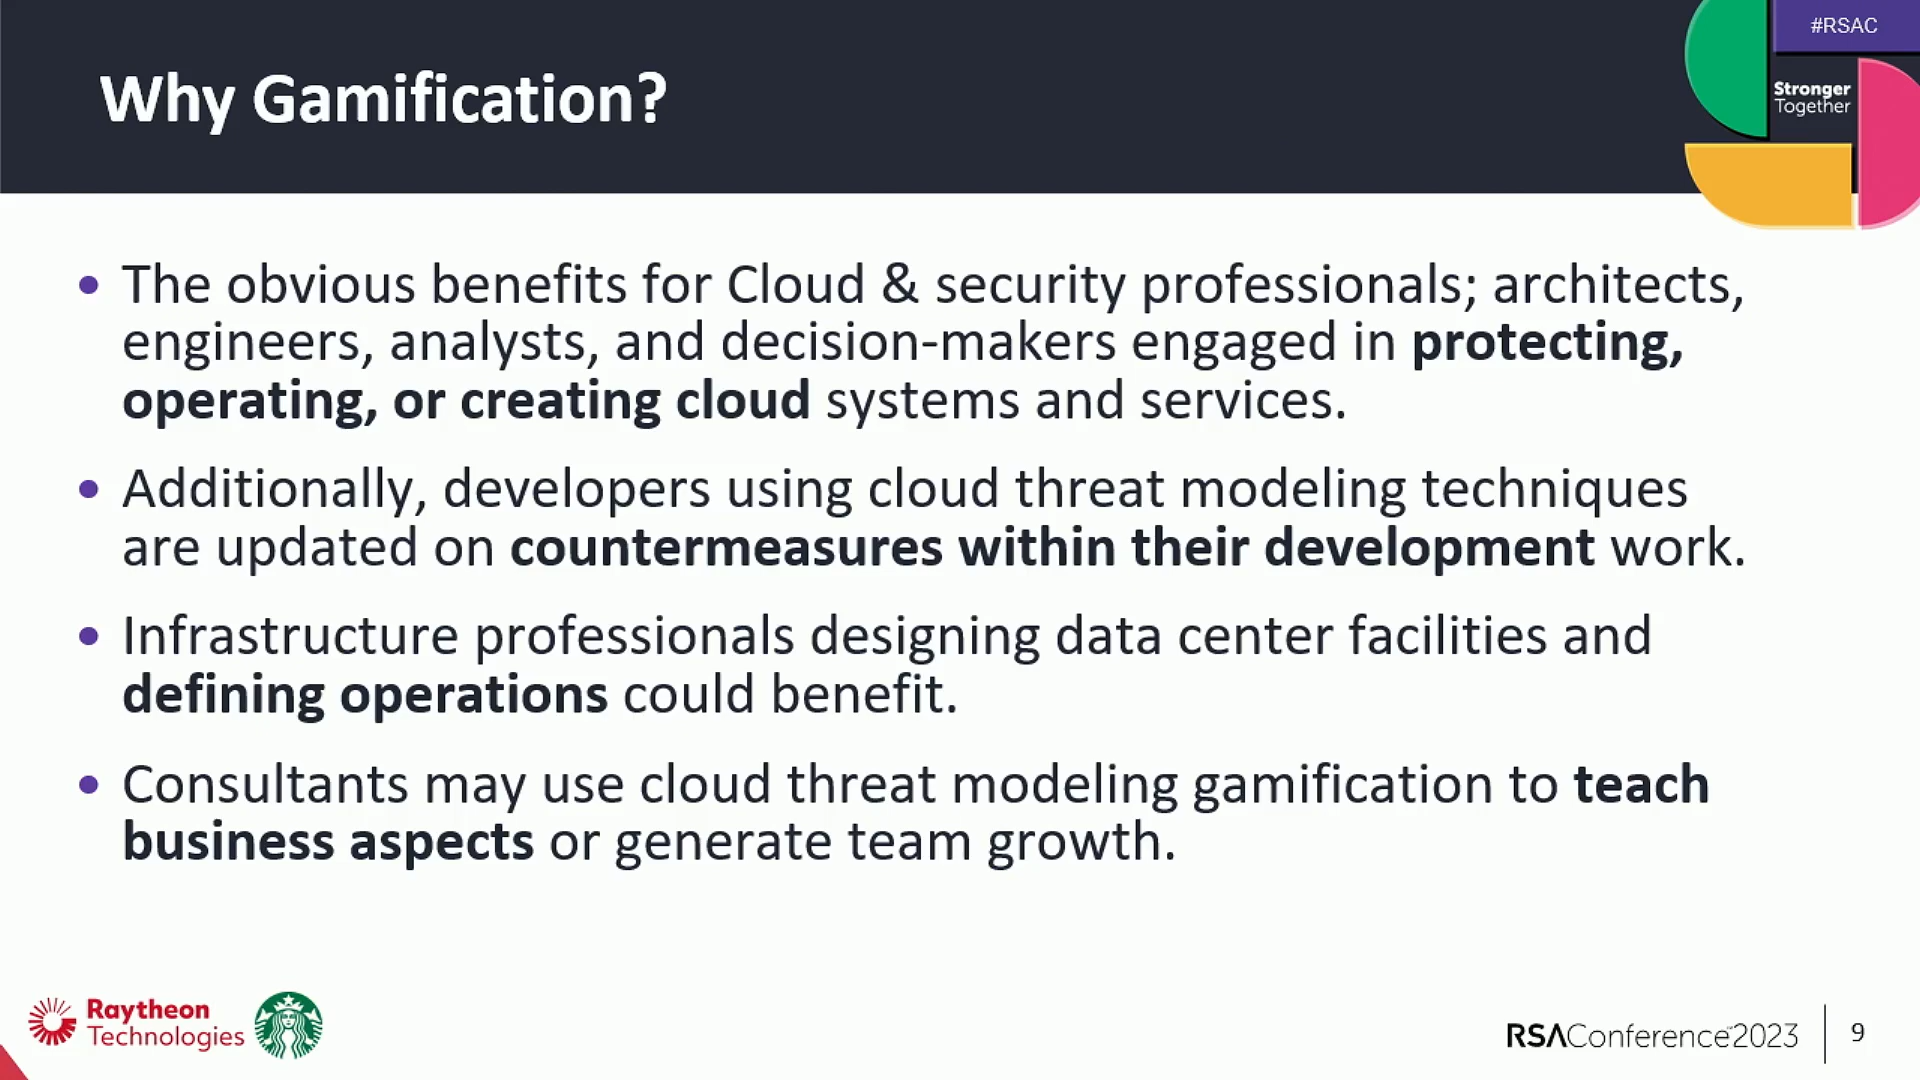 #RSAC
Stronger
Together
Why Gamification?
• The obvious benefits for Cloud & security professionals; architects,
engineers, analysts, and decision-makers engaged in protecting,
operating, or creating cloud systems and services.
• Additionally, developers using cloud threat modeling techniques
are updated on countermeasures within their development work.
• Infrastructure professionals designing data center facilities and
defining operations could benefit.
• Consultants may use cloud threat modeling gamification to teach
business aspects or generate team growth.
Raytheon
Technologies
RSAConference™2023
9